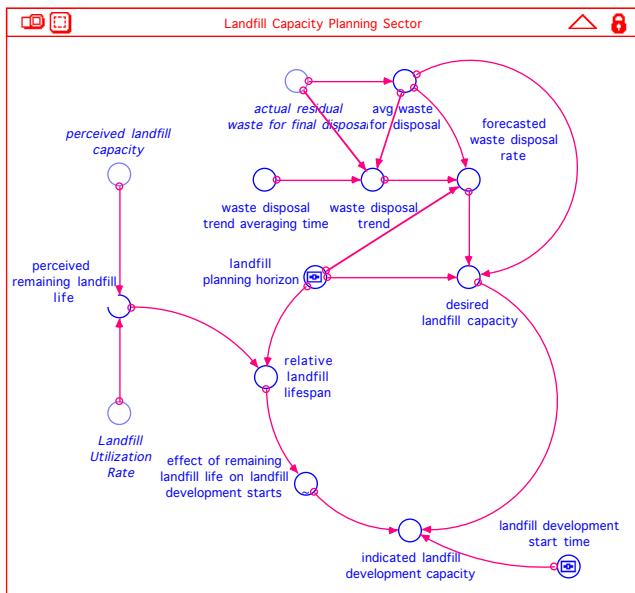 Landfill Capacity Planning Sector
actual residual
waste for final disposal
avg waste
for disposal
forecasted
waste disposal
rate
perceived landfill
capacity
waste disposal
trend averaging time
waste disposal
trend
landfill
planning horizon
perceived
remaining landfill
life
desired
landfill capacity
relative
landfill
lifespan
Landfill
Utilization
Rate
effect of remaining
landfill life on landfill
development starts
landfill development
start time
indicated landfill
development capacity